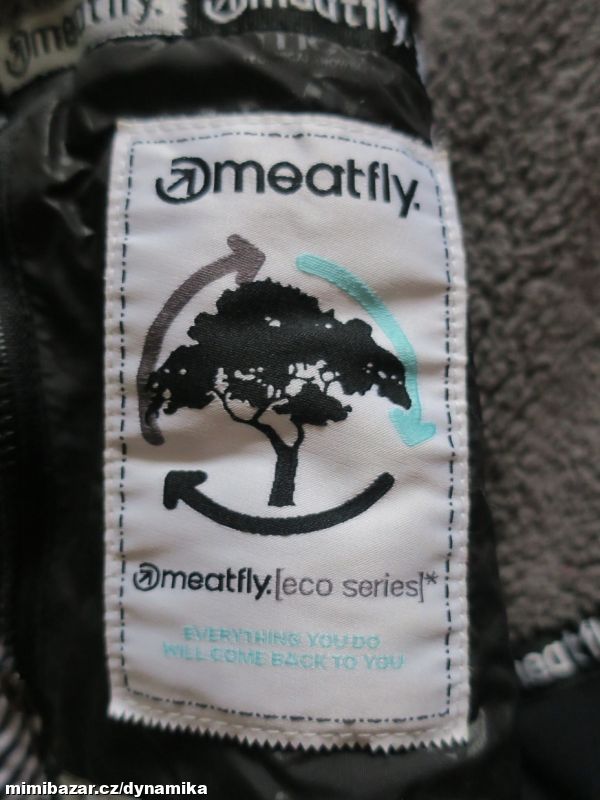 meatfly.
meatfly.
meatfly.
meatfly.[eco series]*
EVERYTHING YOU DO
WILL COME BACK TO YOU
meatfly
mimibazar.cz/dynamika